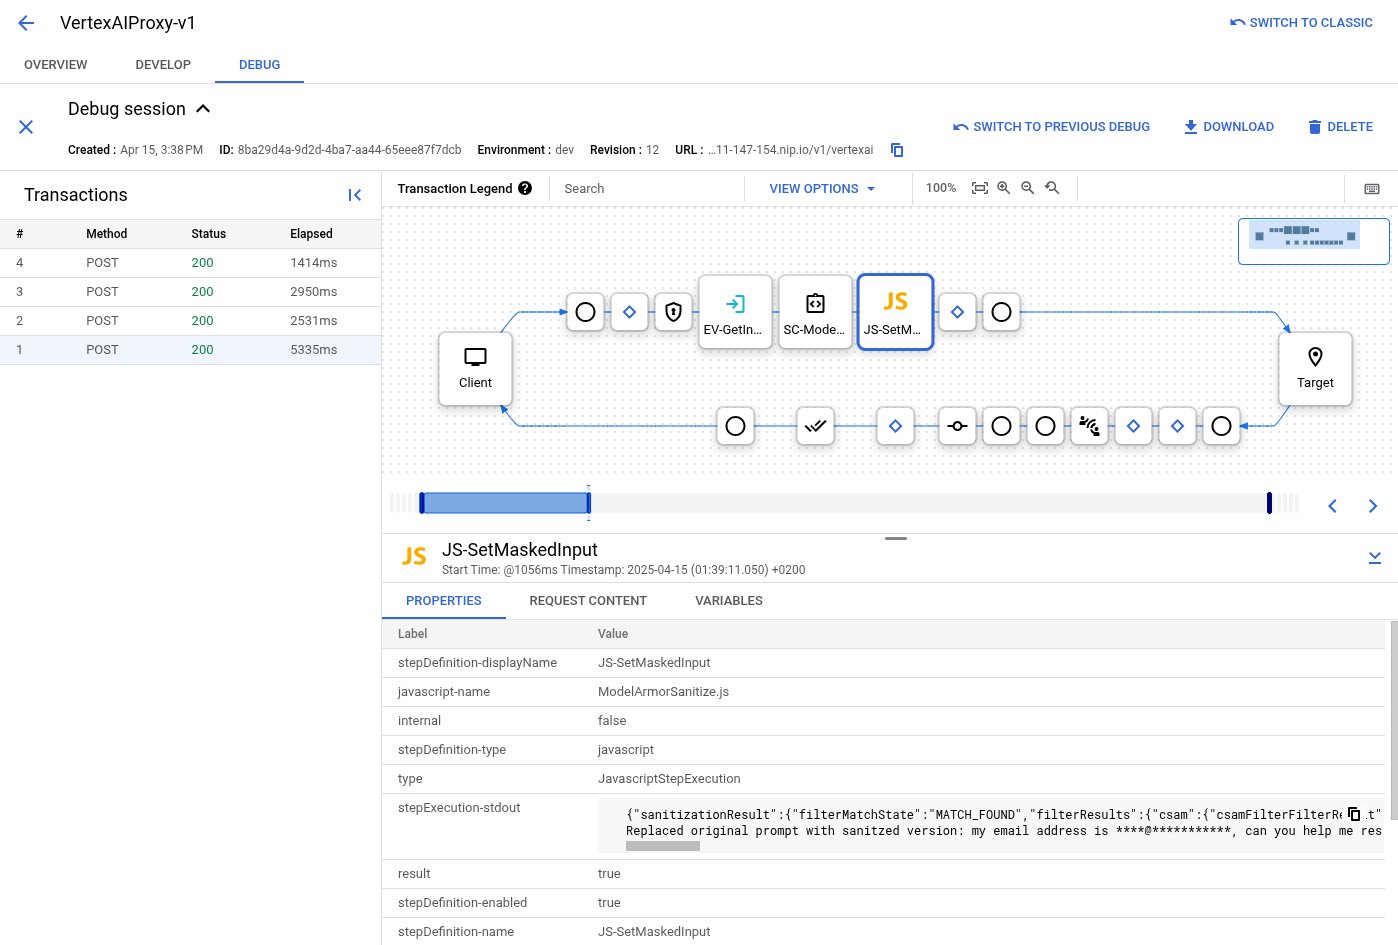 VertexAIProxy-v1
SWITCH TO CLASSIC
OVERVIEW DEVELOP DEBUG
Debug session
SWITCH TO PREVIOUS DEBUG DOWNLOAD DELETE
Created : Apr 15, 3:38 PM ID: 8ba29d4a-9d2d-4ba7-aa44-65eee87f7dcb Environment : dev Revision : 12 URL : ...11-147-154.nip.io/v1/vertexai
Transactions
# Method Status Elapsed
4 POST 200 1414ms
3 POST 200 2950ms
2 POST 200 2531ms
1 POST 200 5335ms
Transaction Legend ? Search VIEW OPTIONS 100%
EV-GetIn... SC-Mode... JS JS-SetM...
Client
Target
JS JS-SetMaskedInput
Start Time: @1056ms Timestamp: 2025-04-15 (01:39:11.050) +0200
PROPERTIES REQUEST CONTENT VARIABLES
Label Value
stepDefinition-displayName JS-SetMaskedInput
javascript-name ModelArmorSanitize.js
internal false
stepDefinition-type javascript
type JavascriptStepExecution
stepExecution-stdout
{"sanitizationResult":{"filterMatchState":"MATCH_FOUND","filterResults":{"csam":{"csamFilterFilterRe t"
Replaced original prompt with sanitzed version: my email address is ****@***********, can you help me res
result true
stepDefinition-enabled true
stepDefinition-name JS-SetMaskedInput